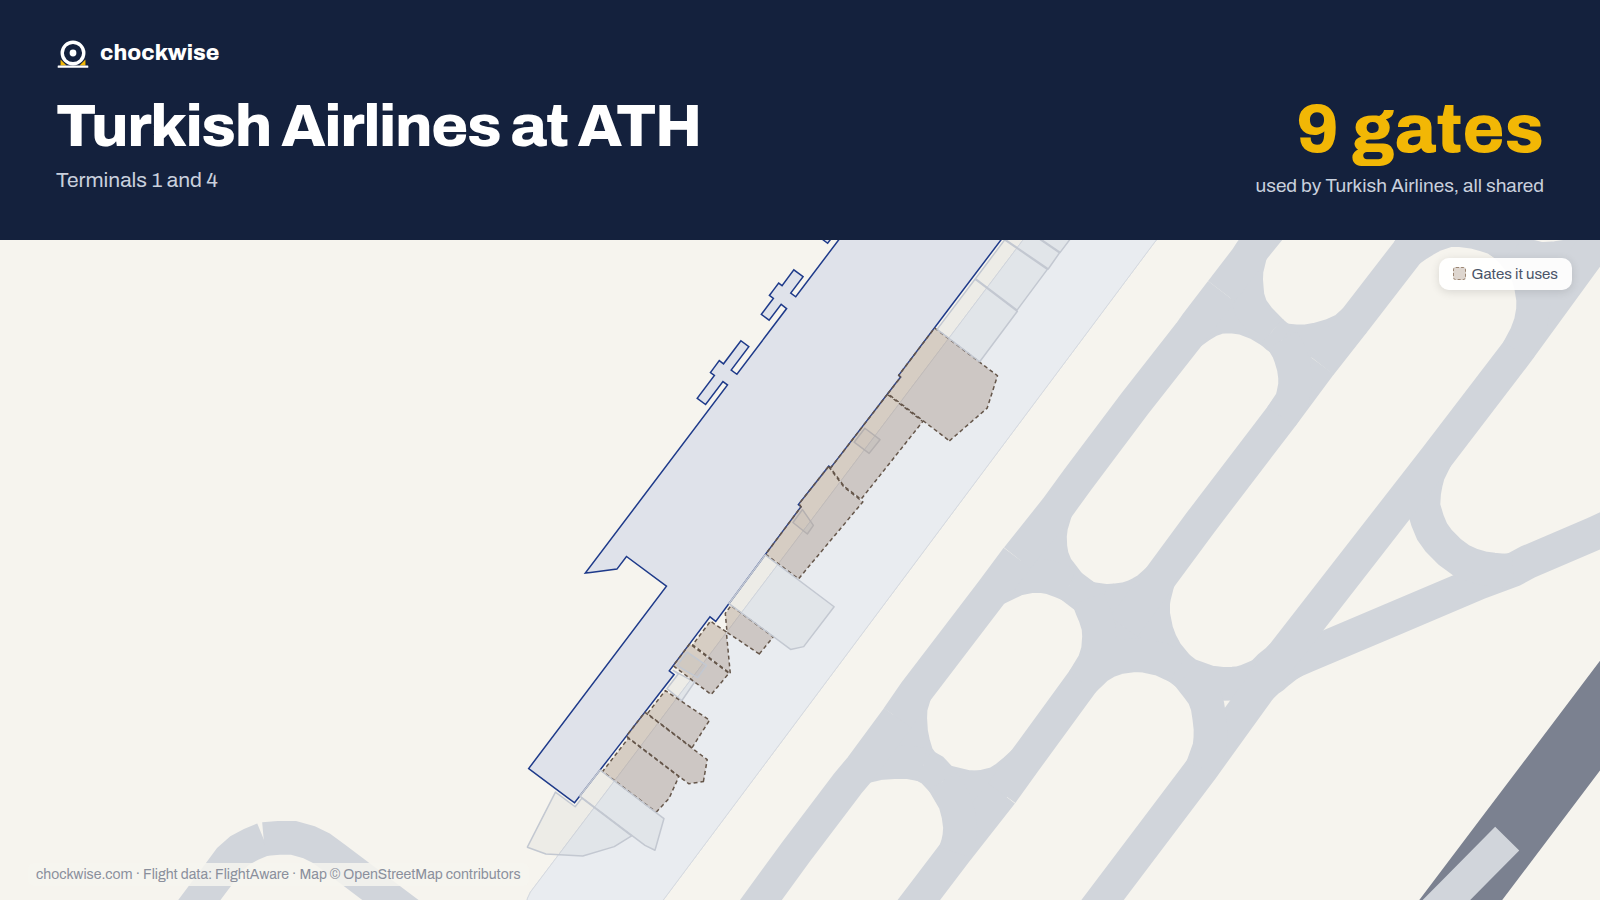 chockwise
Turkish Airlines at ATH
Terminals 1 and 4
9 gates
used by Turkish Airlines, all shared
Gates it uses
chockwise.com · Flight data: FlightAware · Map © OpenStreetMap contributors